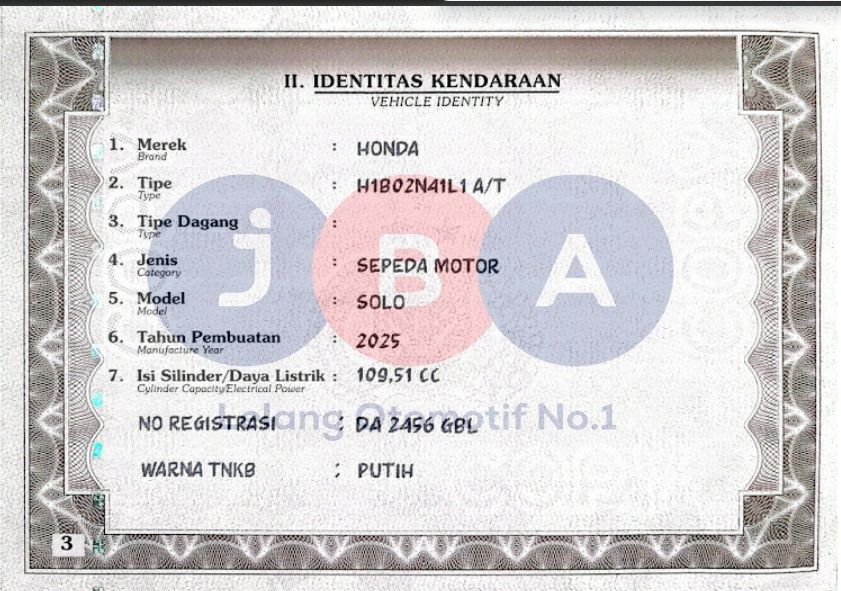 II. IDENTITAS KENDARAAN
VEHICLE IDENTITY
1. Merek : HONDA
Brand
2. Tipe : H1B02N41L1 A/T
Type
3. Tipe Dagang :
Type
4. Jenis : SEPEDA MOTOR
Category
5. Model : SOLO
Model
6. Tahun Pembuatan : 2025
Manufacture Year
7. Isi Silinder/Daya Listrik : 109,51 CC
Cylinder Capacity/Electrical Power
NO REGISTRASI : DA 2456 GBL
WARNA TNKB : PUTIH
jBA
Lelang Otomotif No.1
3